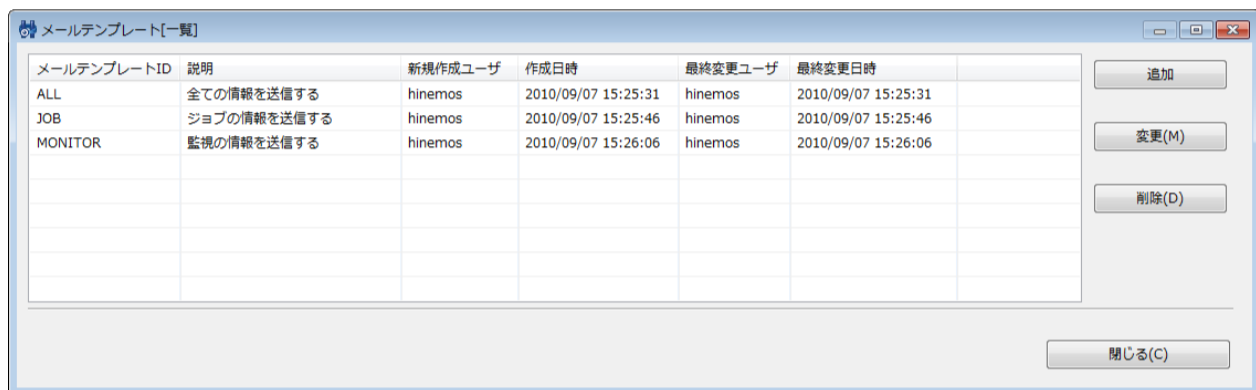 メールテンプレート[一覧]
メールテンプレートID 説明 新規作成ユーザ 作成日時 最終変更ユーザ 最終変更日時
ALL 全ての情報を送信する hinemos 2010/09/07 15:25:31 hinemos 2010/09/07 15:25:31
JOB ジョブの情報を送信する hinemos 2010/09/07 15:25:46 hinemos 2010/09/07 15:25:46
MONITOR 監視の情報を送信する hinemos 2010/09/07 15:26:06 hinemos 2010/09/07 15:26:06
追加
変更(M)
削除(D)
閉じる(C)